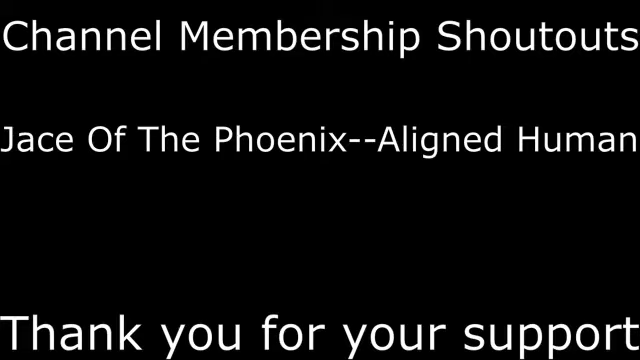 Channel Membership Shoutouts
Jace Of The Phoenix--Aligned Human
Thank you for your support